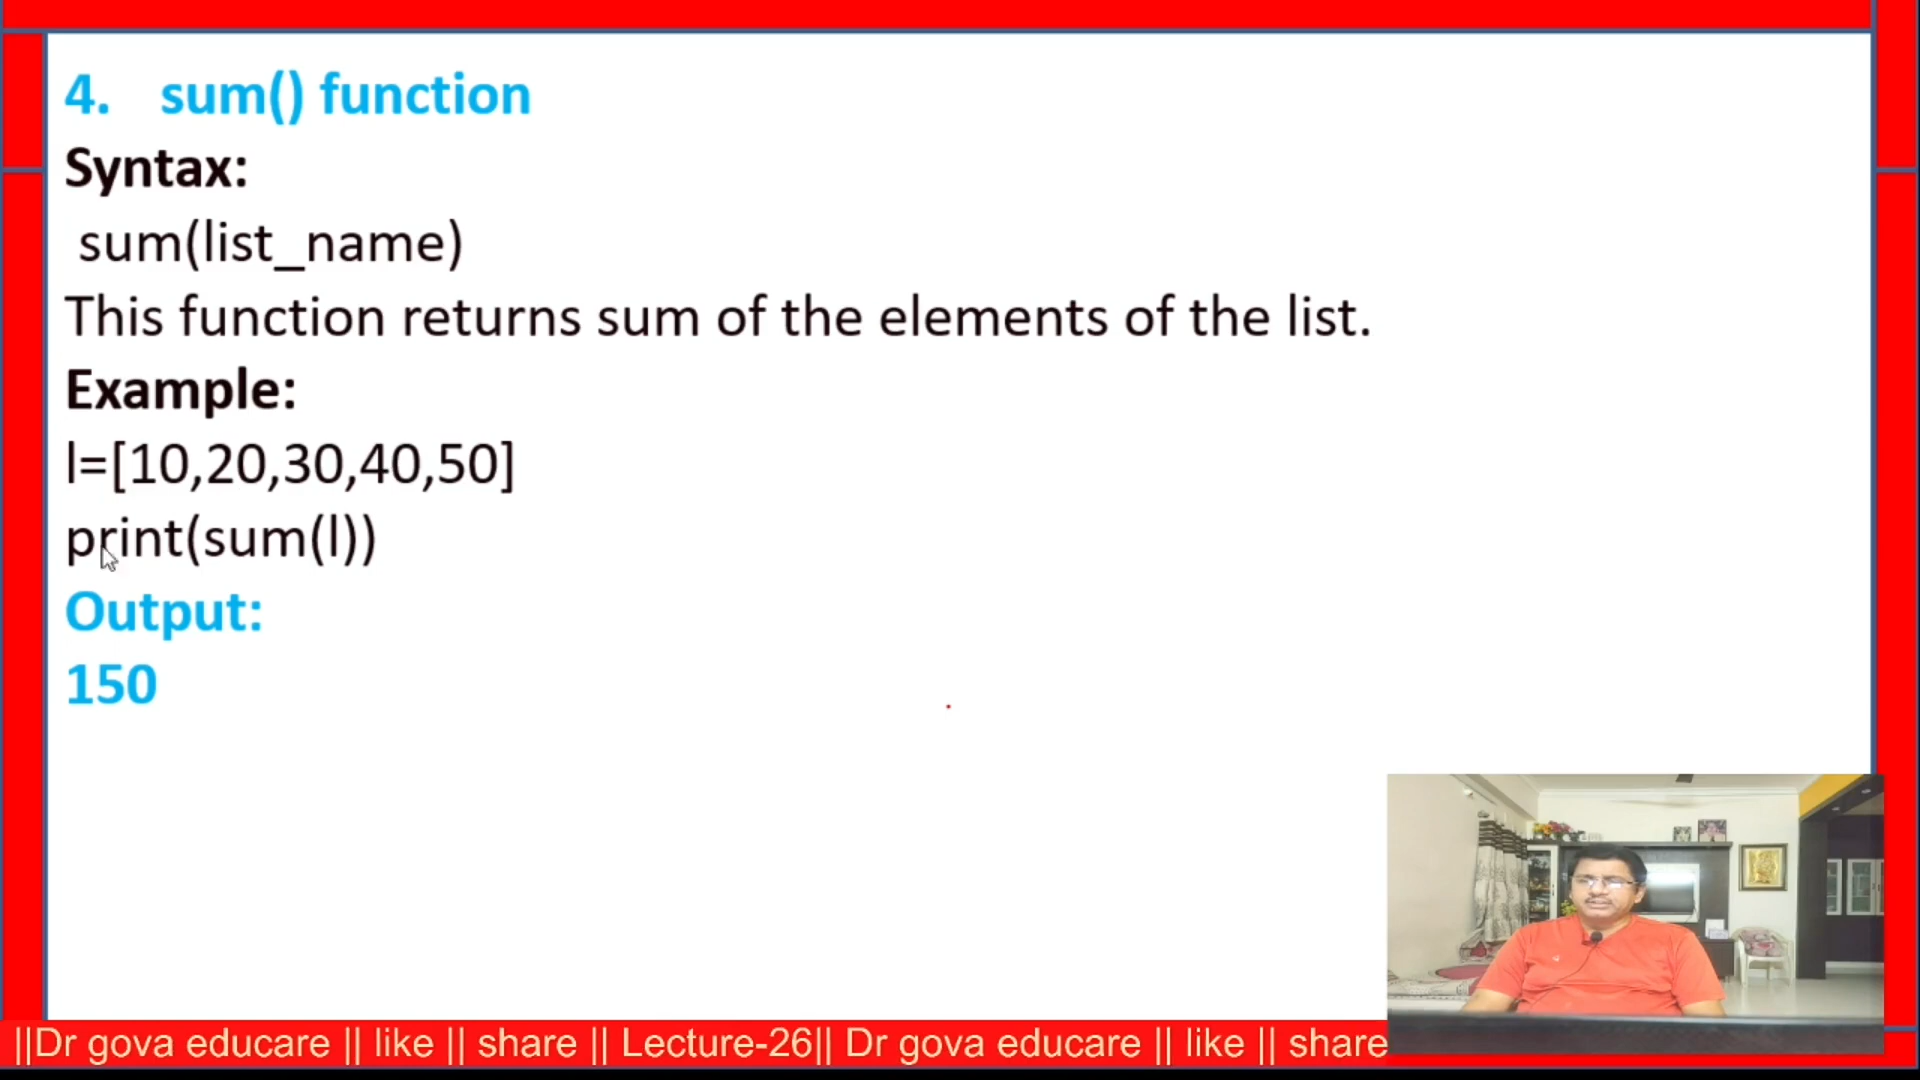 4. sum() function
Syntax:
sum(list_name)
This function returns sum of the elements of the list.
Example:
l=[10,20,30,40,50]
print(sum(l))
Output:
150
||Dr gova educare || like || share || Lecture-26|| Dr gova educare || like || share